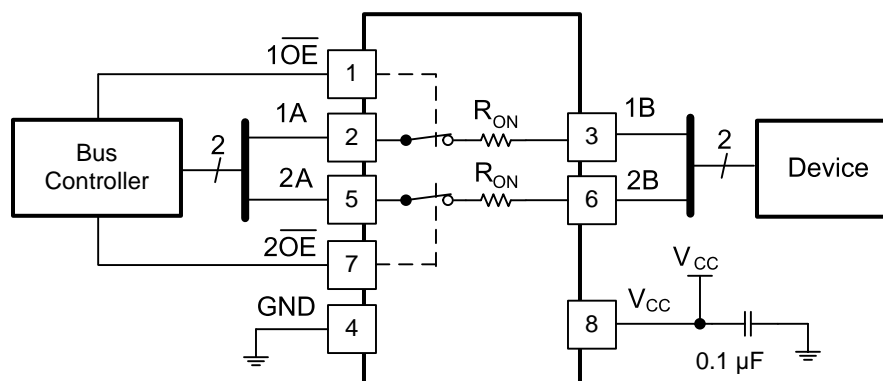 1OE
1
1A
R_ON
1B
2
3
2
2
Bus
Controller
Device
2A
R_ON
2B
5
6
2OE
7
V_CC
GND
V_CC
4
8
0.1 µF